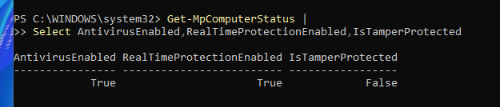 PS C:\WINDOWS\system32> Get-MpComputerStatus |
>> Select AntivirusEnabled,RealTimeProtectionEnabled,IsTamperProtected
AntivirusEnabled RealTimeProtectionEnabled IsTamperProtected
---------------- ------------------------- -----------------
True True False